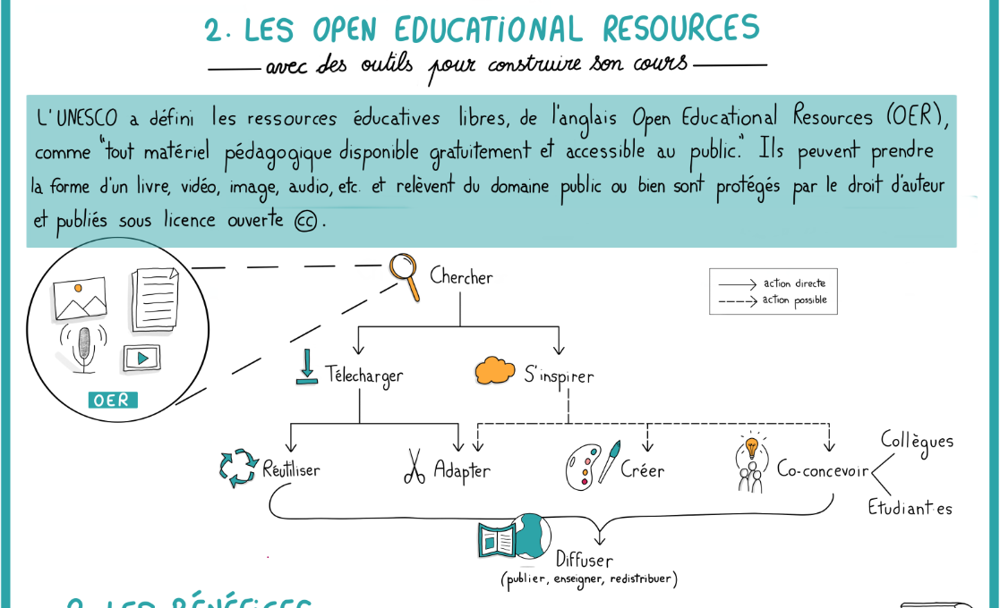 2. LES OPEN EDUCATIONAL RESOURCES
avec des outils pour construire son cours
L'UNESCO a défini les ressources éducatives libres, de l'anglais Open Educational Resources (OER),
comme "tout matériel pédagogique disponible gratuitement et accessible au public." Ils peuvent prendre
la forme d'un livre, vidéo, image, audio, etc. et relèvent du domaine public ou bien sont protégés par le droit d'auteur
et publiés sous licence ouverte cc.
Chercher
action directe
action possible
Télecharger
S'inspirer
OER
Réutiliser
Adapter
Créer
Co-concevoir
Collègues
Etudiant·es
Diffuser
(publier, enseigner, redistribuer)
LES BÉNÉFICES